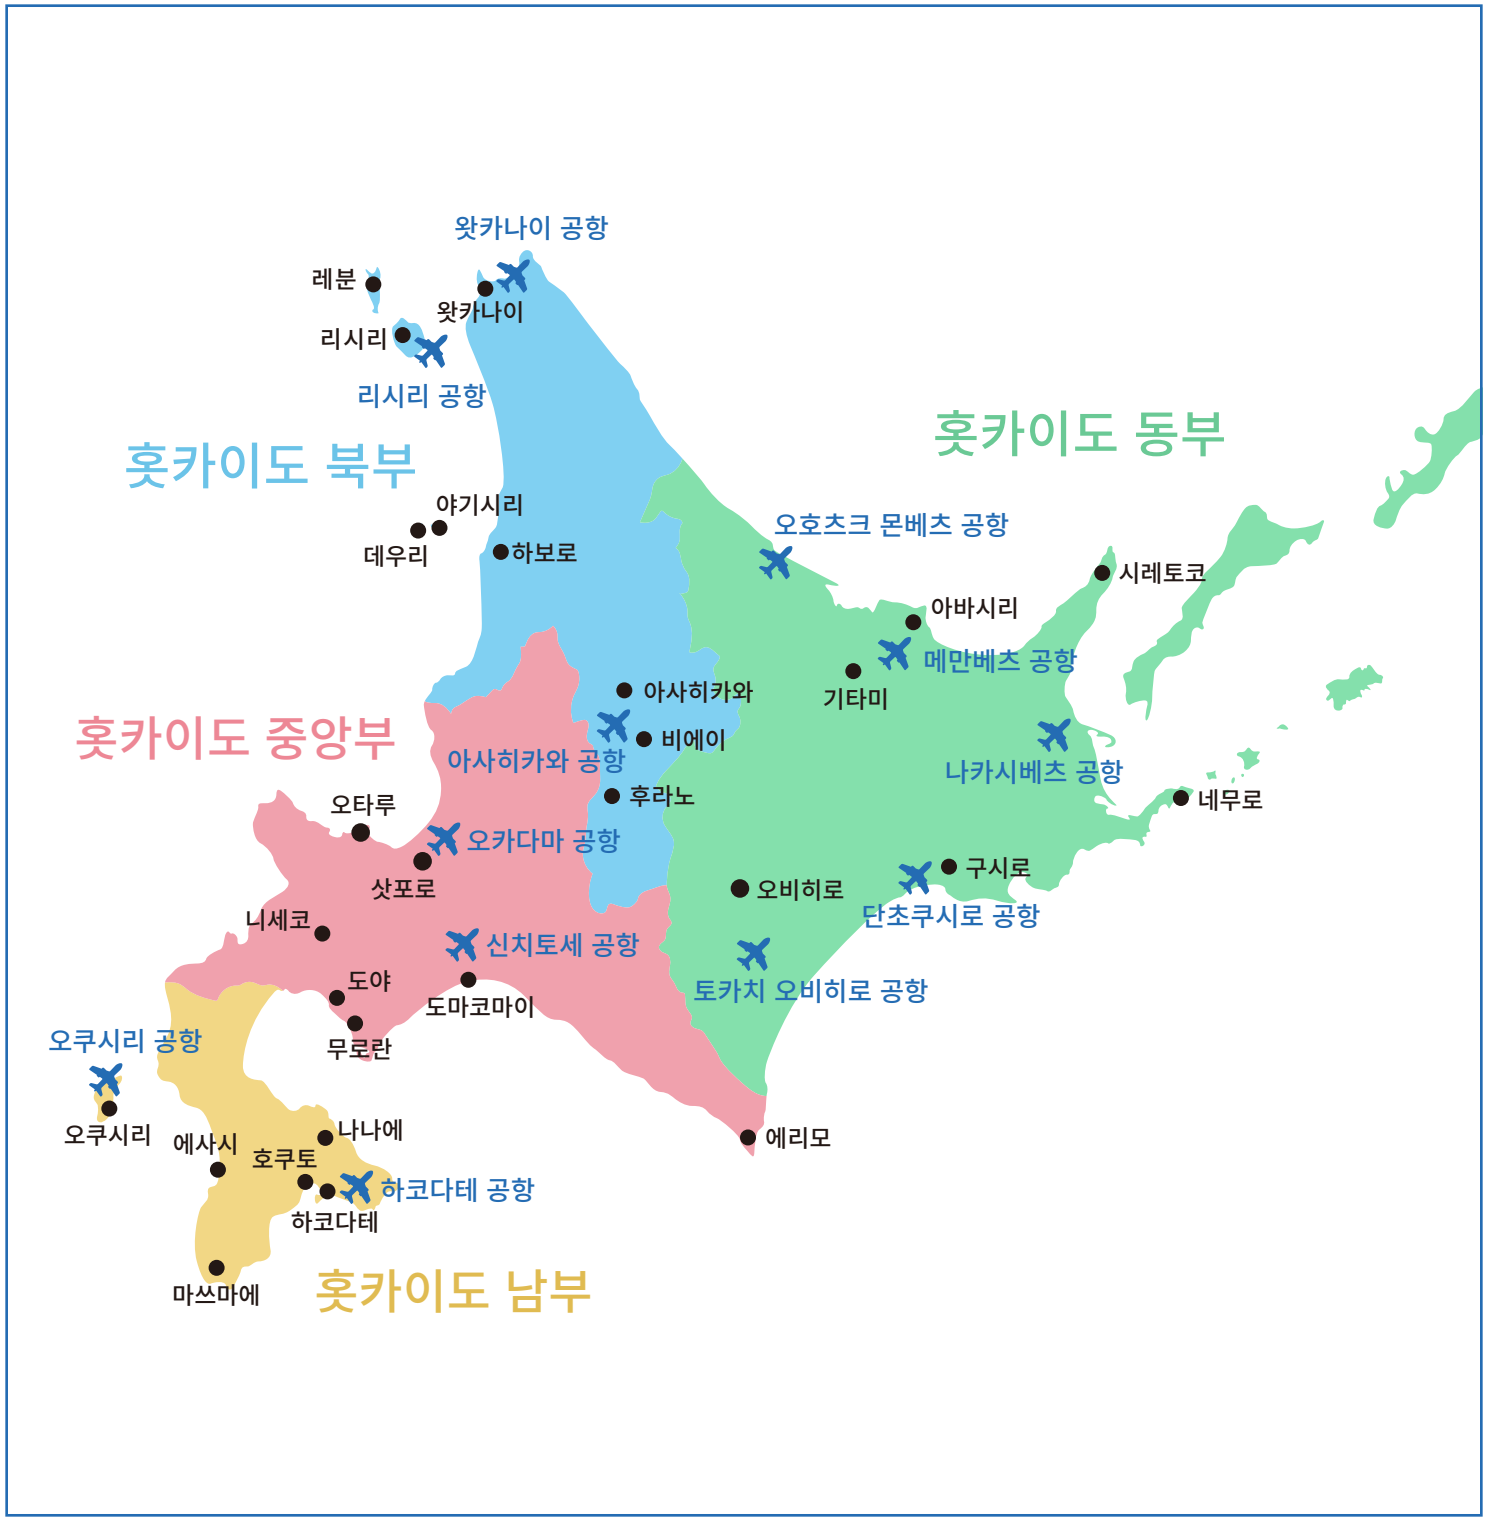 왓카나이 공항
레분
왓카나이
리시리
리시리 공항
홋카이도 동부
홋카이도 북부
야기시리
오호츠크 몬베츠 공항
데우리
하보로
시레토코
아바시리
메만베츠 공항
기타미
아사히카와
홋카이도 중앙부
비에이
아사히카와 공항
나카시베츠 공항
후라노
네무로
오타루
오카다마 공항
구시로
삿포로
오비히로
니세코
단초쿠시로 공항
신치토세 공항
도야
토카치 오비히로 공항
도마코마이
오쿠시리 공항
무로란
오쿠시리
나나에
에사시
에리모
호쿠토
하코다테 공항
하코다테
홋카이도 남부
마쓰마에